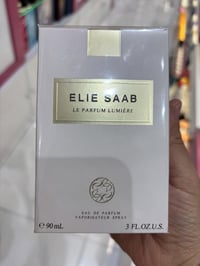 ELIE SAAB
LE PARFUM LUMIÈRE
EAU DE PARFUM
VAPORISATEUR SPRAY
℮ 90 mL
3 FL.OZ.U.S.